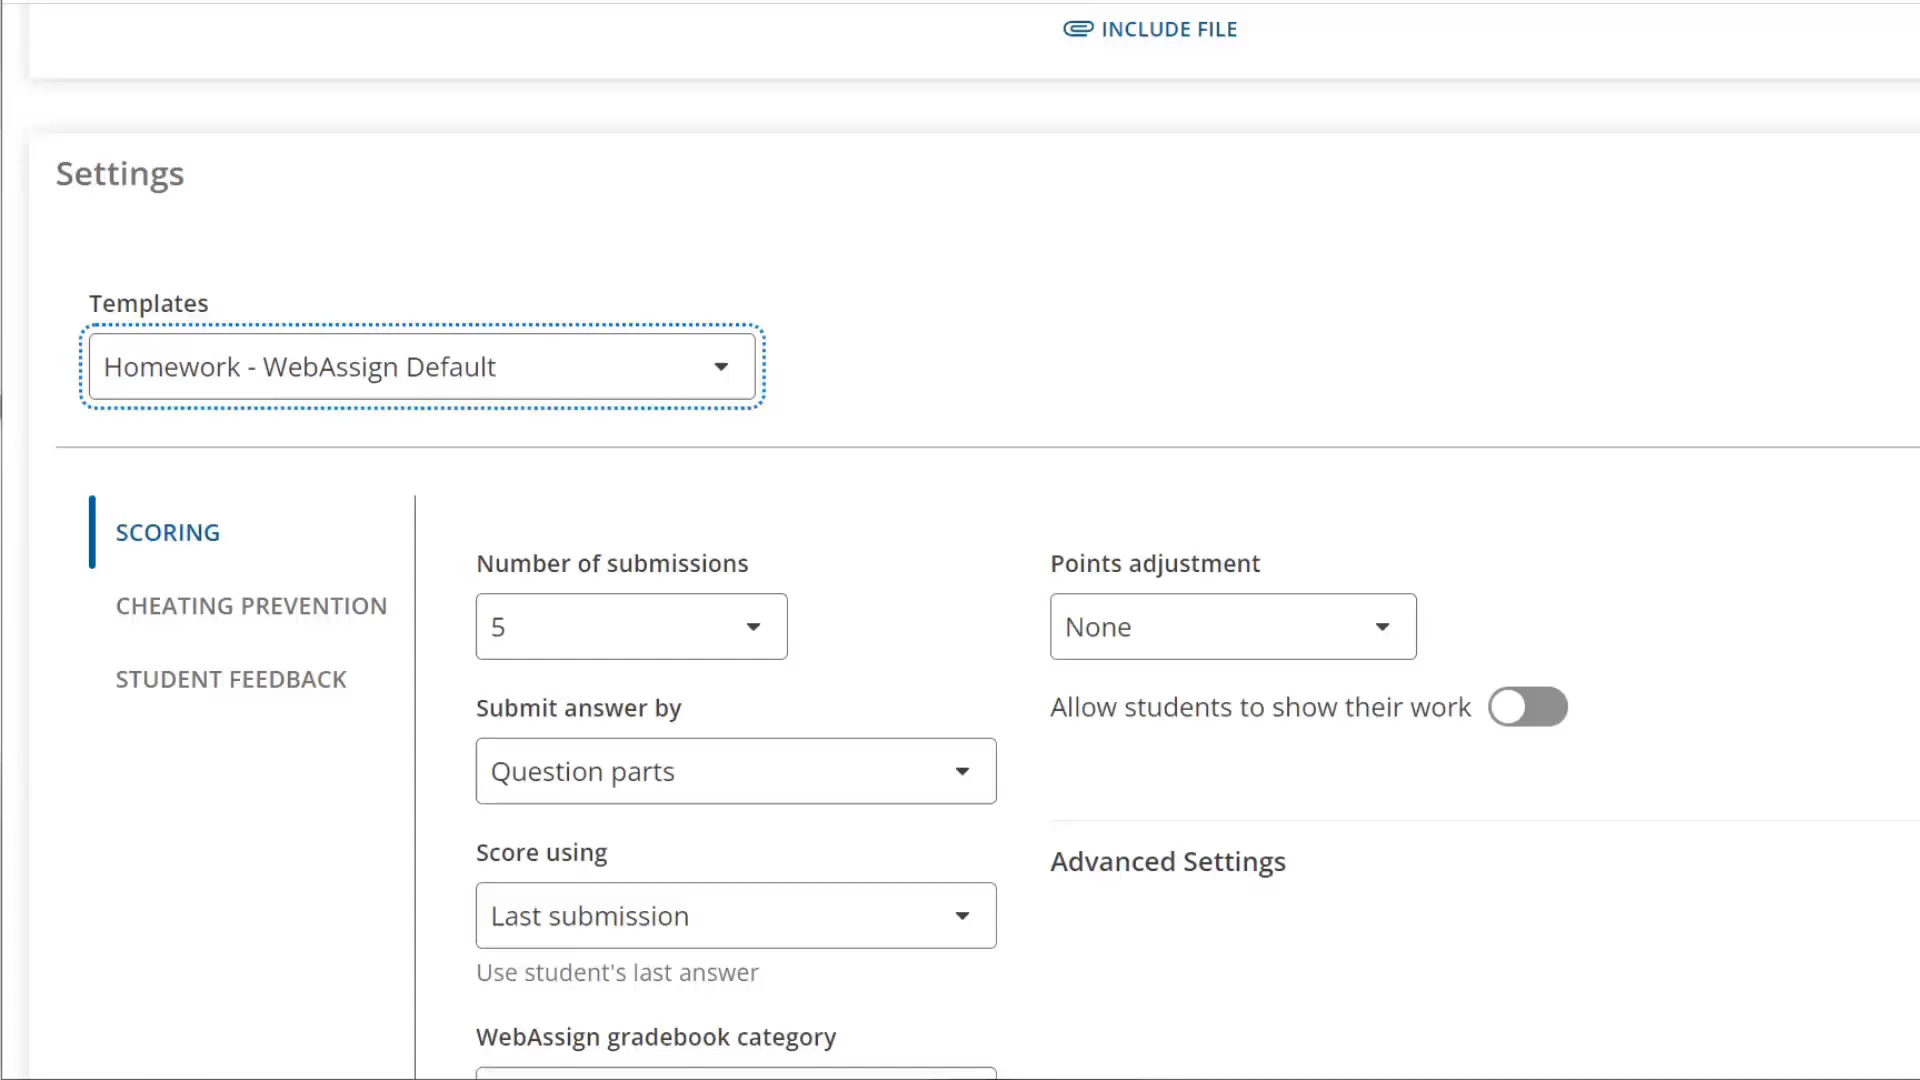 INCLUDE FILE
Settings
Templates
Homework - WebAssign Default
SCORING
CHEATING PREVENTION
STUDENT FEEDBACK
Number of submissions
5
Submit answer by
Question parts
Score using
Last submission
Use student's last answer
WebAssign gradebook category
Points adjustment
None
Allow students to show their work
Advanced Settings